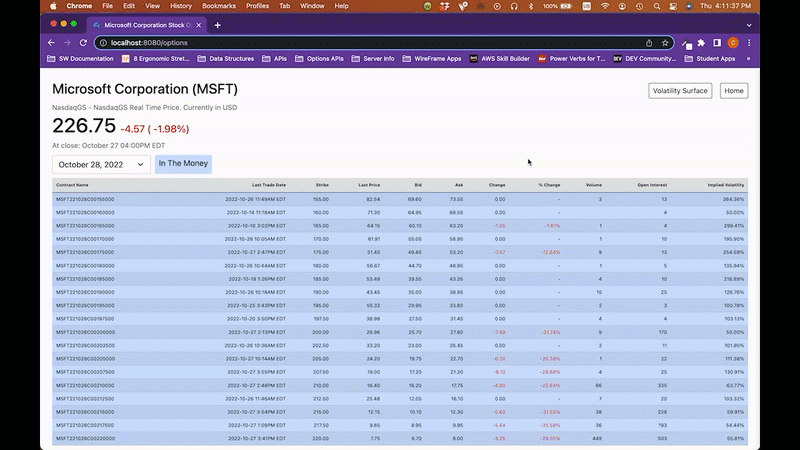 Chrome File Edit View History Bookmarks Profiles Tab Window Help 100% Thu 4:11:37 PM
Microsoft Corporation Stock O
localhost:8080/options
SW Documentation 8 Ergonomic Stret... Data Structures APIs Options APIs Server Info WireFrame Apps AWS Skill Builder Power Verbs for T... DEV Community... Student Apps »
Microsoft Corporation (MSFT) Volatility Surface Home
NasdaqGS - NasdaqGS Real Time Price. Currently in USD
226.75 -4.57 ( -1.98%)
At close: October 27 04:00PM EDT
October 28, 2022 In The Money
Contract Name Last Trade Date Strike Last Price Bid Ask Change % Change Volume Open Interest Implied Volatility
MSFT221028C00155000 2022-10-26 11:49AM EDT 155.00 82.54 69.60 73.55 0.00 - 3 13 364.36%
MSFT221028C00160000 2022-10-14 11:18AM EDT 160.00 71.30 64.95 68.55 0.00 - 4 50.00%
MSFT221028C00165000 2022-10-10 3:02PM EDT 165.00 64.15 60.10 63.20 -1.61% 1 4 299.41%
MSFT221028C00170000 2022-10-26 10:05AM EDT 170.00 61.91 55.05 58.95 0.00 - 1 10 195.90%
MSFT221028C00175000 2022-10-27 2:47PM EDT 175.00 51.40 49.85 53.20 -7.57 -12.84% 9 13 254.59%
MSFT221028C00180000 2022-10-26 10:44AM EDT 180.00 56.67 44.70 48.95 0.00 - 1 5 135.94%
MSFT221028C00185000 2022-10-18 1:26PM EDT 185.00 53.49 39.55 43.35 0.00 - 4 10 216.89%
MSFT221028C00190000 2022-10-26 10:18AM EDT 190.00 43.45 35.00 38.95 0.00 - 10 25 126.76%
MSFT221028C00195000 2022-10-25 3:43PM EDT 195.00 55.32 29.95 33.80 0.00 - 2 3 100.78%
MSFT221028C00197500 2022-10-20 3:50PM EDT 197.50 38.98 27.50 31.45 0.00 - 4 4 103.13%
MSFT221028C00200000 2022-10-27 2:13PM EDT 200.00 26.96 25.70 27.80 -7.69 -21.74% 9 170 50.00%
MSFT221028C00202500 2022-10-26 10:36AM EDT 202.50 33.20 23.00 26.45 0.00 - 2 11 101.95%
MSFT221028C00205000 2022-10-27 10:14AM EDT 205.00 24.20 19.75 22.70 -6.20 -20.38% 1 22 111.38%
MSFT221028C00207500 2022-10-27 3:05PM EDT 207.50 19.00 17.20 21.30 -8.10 4 25 130.91%
MSFT221028C00210000 2022-10-27 2:48PM EDT 210.00 16.40 16.20 17.75 -4.80 -22.64% 66 335 63.77%
MSFT221028C00212500 2022-10-26 11:46AM EDT 212.50 25.48 12.05 16.10 0.00 - 7 20 103.32%
MSFT221028C00215000 2022-10-27 3:54PM EDT 215.00 12.15 10.10 12.30 -5.60 38 228 59.91%
MSFT221028C00217500 2022-10-27 1:09PM EDT 217.50 9.85 8.95 9.95 -5.44 -35.58% 36 193 54.44%
MSFT221028C00220000 2022-10-27 3:41PM EDT 220.00 7.75 6.70 8.00 -3.25 449 503 55.81%